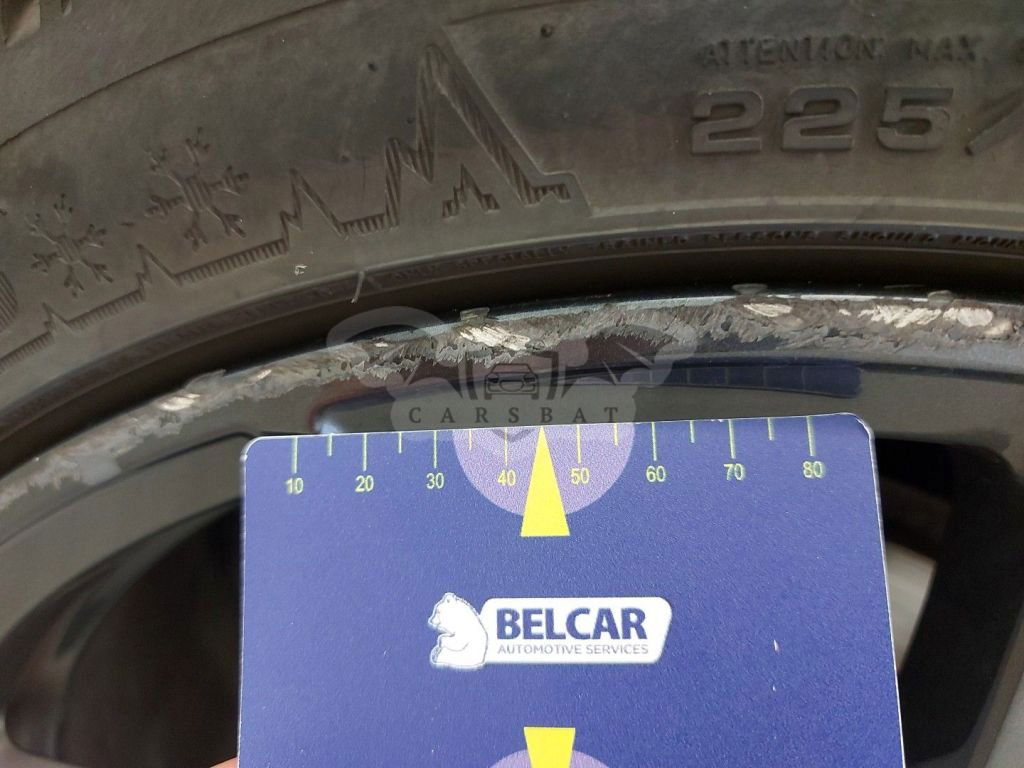 ATTENTION: MAX.
225/
CARSBAT
10 20 30 40 50 60 70 80
BELCAR
AUTOMOTIVE SERVICES